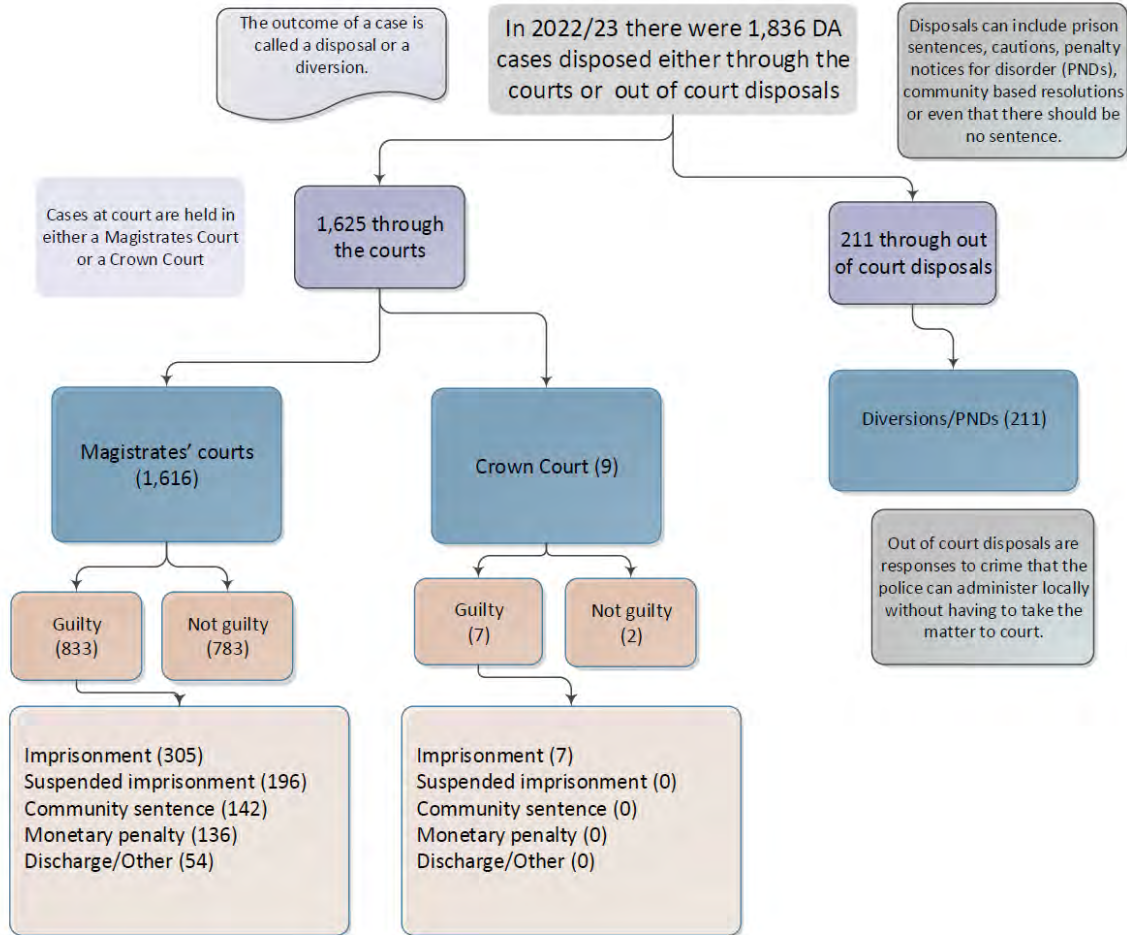 The outcome of a case is
called a disposal or a
diversion.
In 2022/23 there were 1,836 DA
cases disposed either through the
courts or out of court disposals
Disposals can include prison
sentences, cautions, penalty
notices for disorder (PNDs),
community based resolutions
or even that there should be
no sentence.
Cases at court are held in
either a Magistrates Court
or a Crown Court
1,625 through
the courts
211 through out
of court disposals
Magistrates’ courts
(1,616)
Crown Court (9)
Diversions/PNDs (211)
Out of court disposals are
responses to crime that the
police can administer locally
without having to take the
matter to court.
Guilty
(833)
Not guilty
(783)
Guilty
(7)
Not guilty
(2)
Imprisonment (305)
Suspended imprisonment (196)
Community sentence (142)
Monetary penalty (136)
Discharge/Other (54)
Imprisonment (7)
Suspended imprisonment (0)
Community sentence (0)
Monetary penalty (0)
Discharge/Other (0)